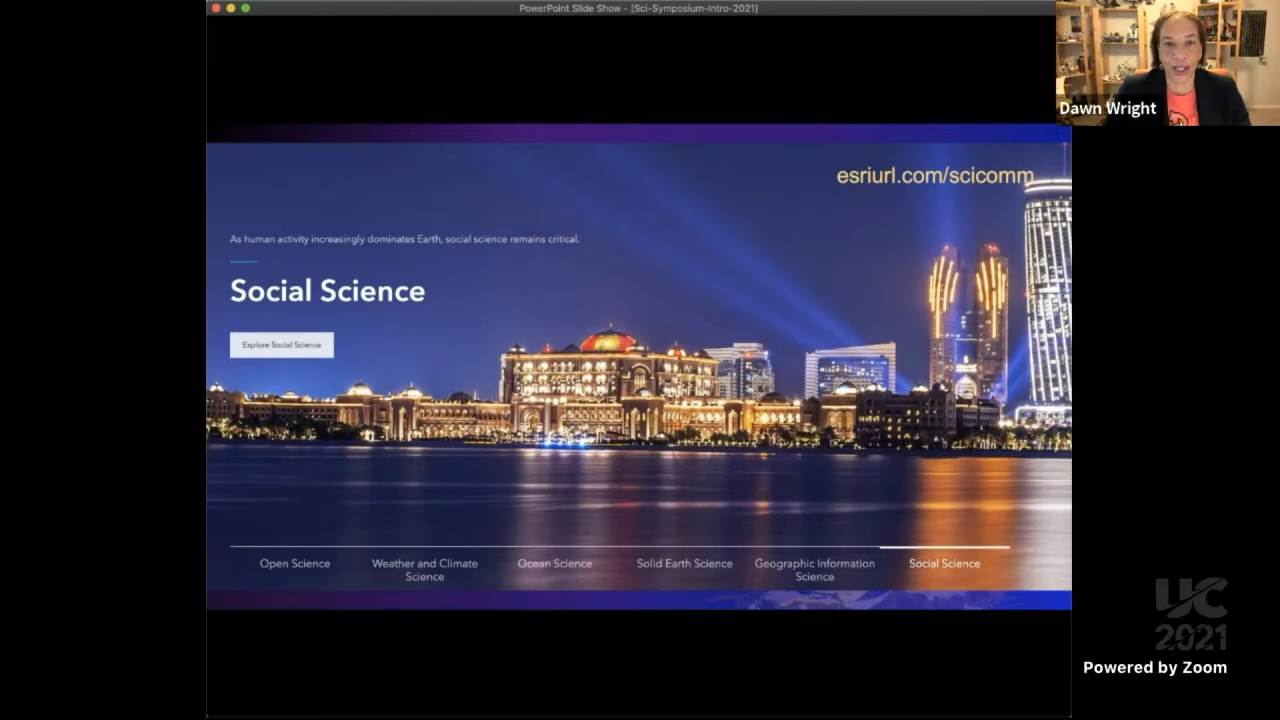 PowerPoint Slide Show - [Sci-Symposium-Intro-2021]
Dawn Wright
esriurl.com/scicomm
As human activity increasingly dominates Earth, social science remains critical.
Social Science
Explore Social Science
Open Science
Weather and Climate
Science
Ocean Science
Solid Earth Science
Geographic Information
Science
Social Science
UC
2021
Powered by Zoom